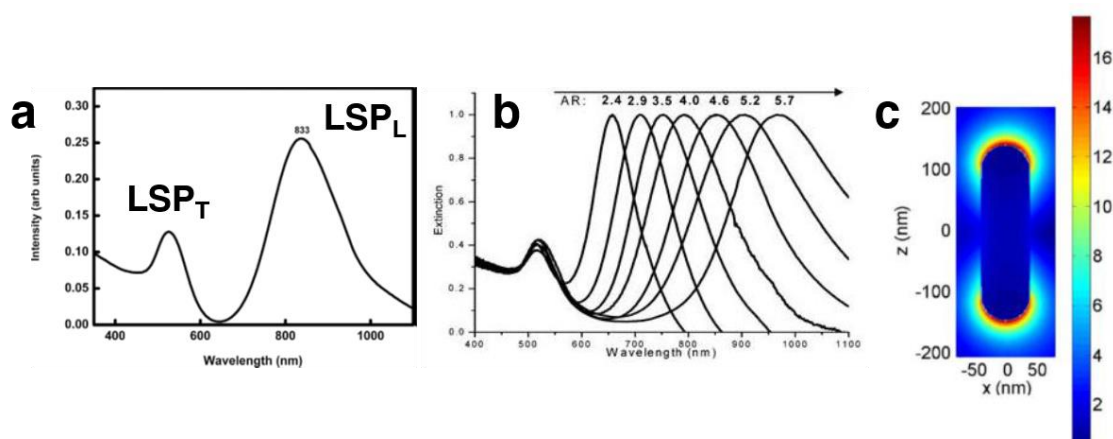 a
Intensity (arb units)
0.30
0.25
0.20
0.15
0.10
0.05
0.00
LSPT
833
LSPL
400
600
800
1000
Wavelength (nm)
b
AR: 2.4 2.9 3.5 4.0 4.6 5.2 5.7
Extinction
1.0
0.8
0.6
0.4
0.2
0.0
400 500 600 700 800 900 1000 1100
Wavelength (nm)
c
z (nm)
200
100
0
-100
-200
-50 0 50
x (nm)
16
14
12
10
8
6
4
2